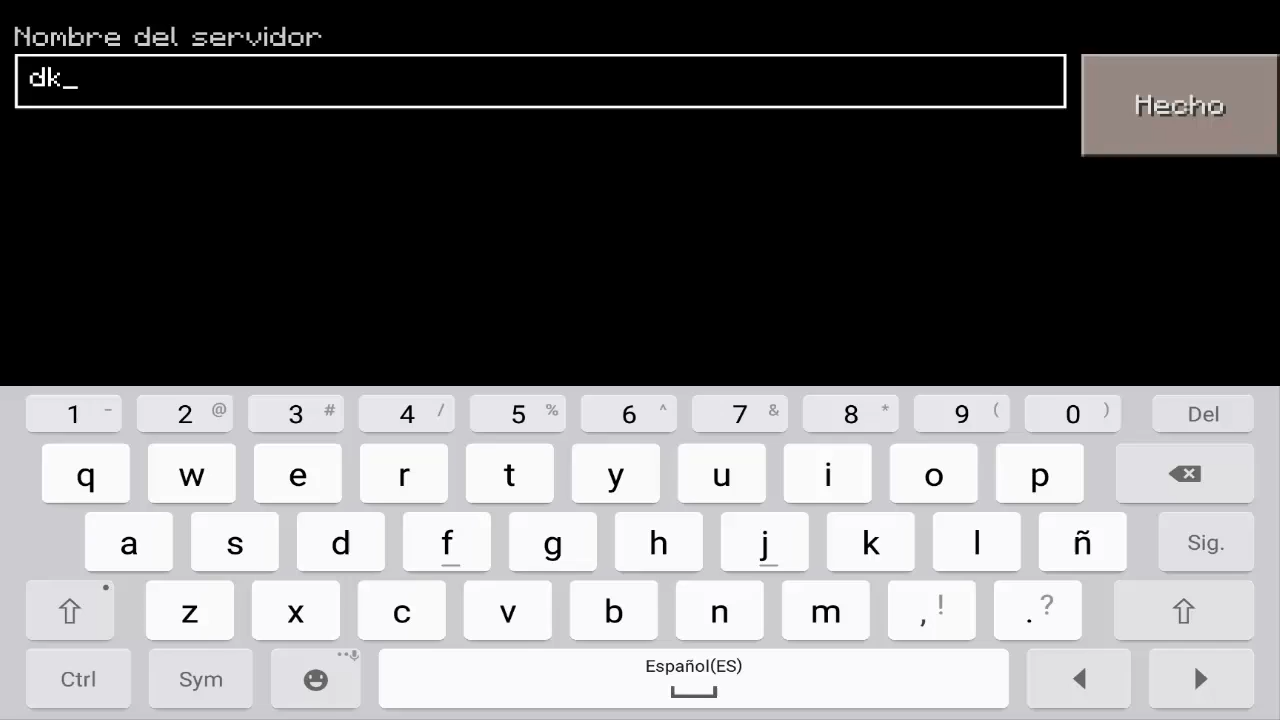 Nombre del servidor
dk_
Hecho
1 - 2 @ 3 # 4 / 5 % 6 ^ 7 & 8 * 9 ( 0 ) Del
q w e r t y u i o p
a s d f g h j k l ñ Sig.
z x c v b n m , ! . ?
Ctrl Sym Español(ES)